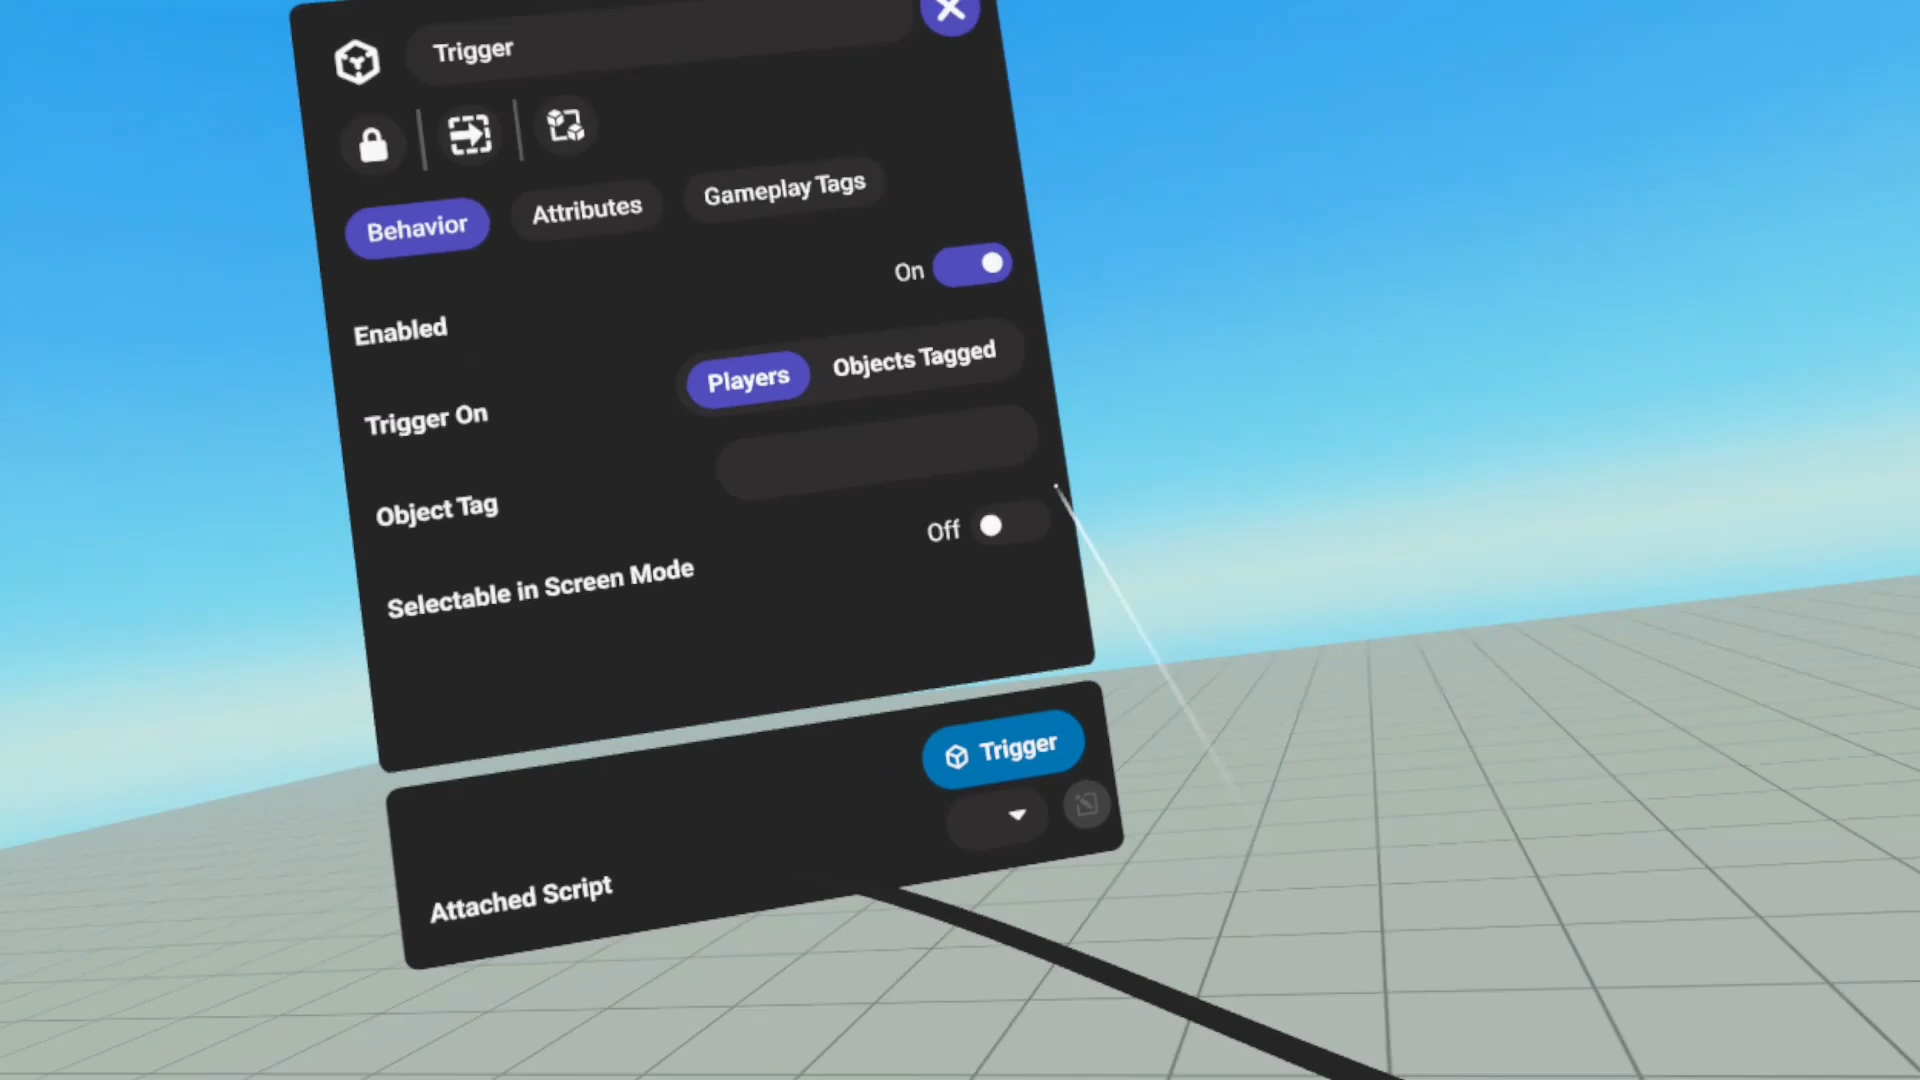 Trigger
Behavior
Attributes
Gameplay Tags
Enabled
On
Trigger On
Players
Objects Tagged
Object Tag
Selectable in Screen Mode
Off
Trigger
Attached Script